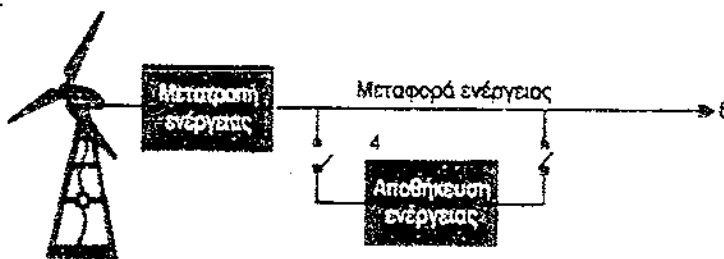 Μετατροπή
ενέργειας
Μεταφορά ενέργειας
4
Αποθήκευση
ενέργειας